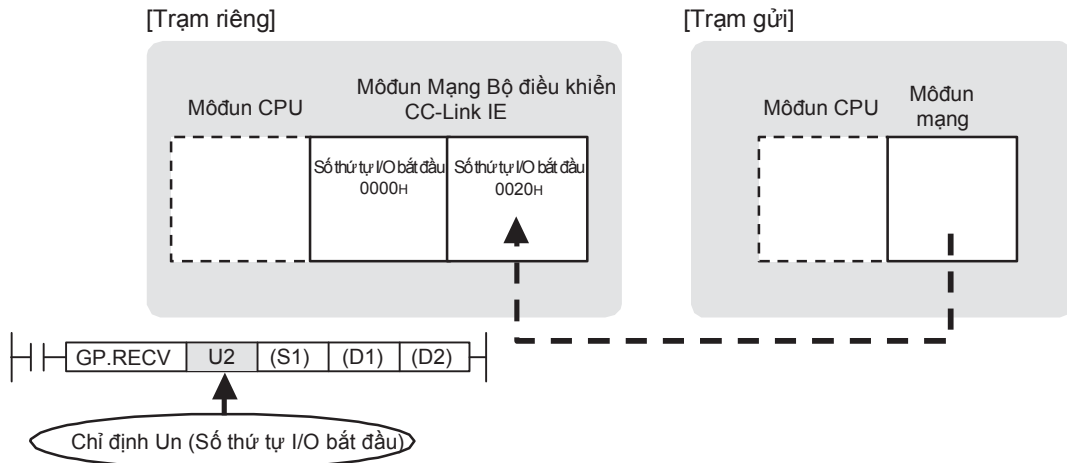 [Trạm riêng]
[Trạm gửi]
Môđun CPU
Môđun Mạng Bộ điều khiển
CC-Link IE
Môđun CPU
Môđun
mạng
Số thứ tự I/O bắt đầu
0000H
Số thứ tự I/O bắt đầu
0020H
GP.RECV U2 (S1) (D1) (D2)
Chỉ định Un (Số thứ tự I/O bắt đầu)